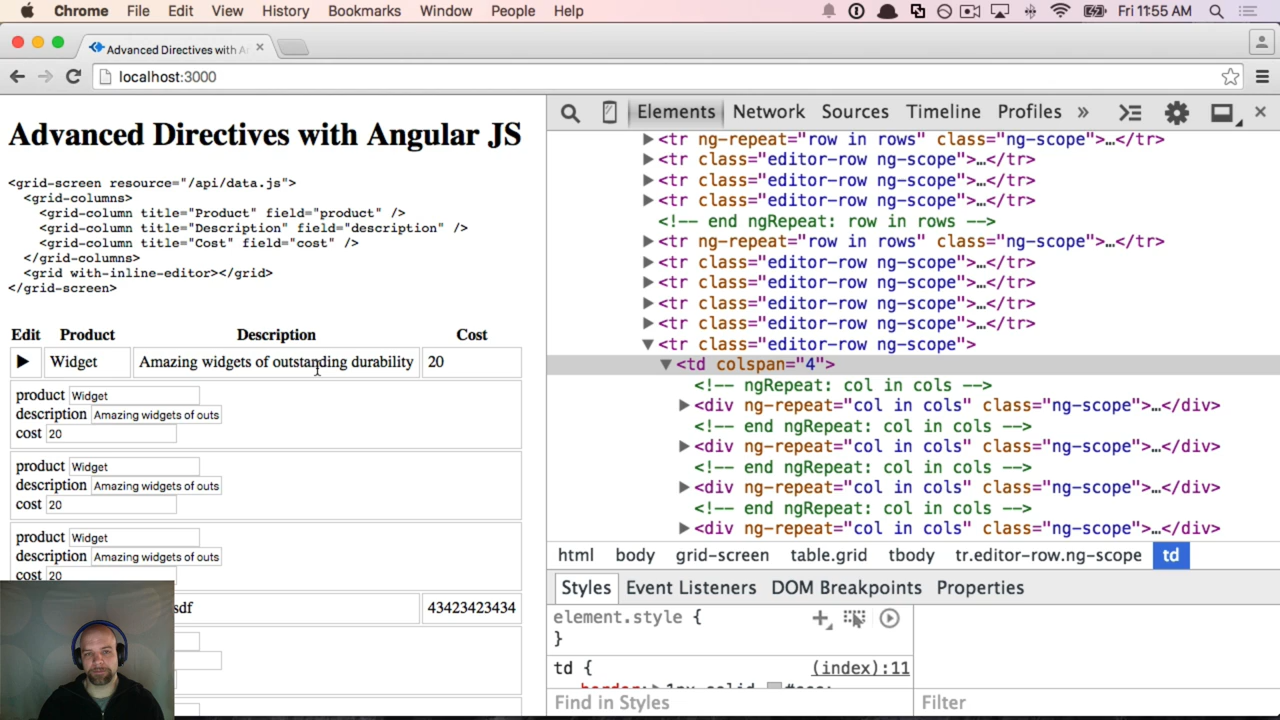 Chrome File Edit View History Bookmarks Window People Help Fri 11:55 AM
Advanced Directives with A
localhost:3000
Advanced Directives with Angular JS
<grid-screen resource="/api/data.js">
<grid-columns>
<grid-column title="Product" field="product" />
<grid-column title="Description" field="description" />
<grid-column title="Cost" field="cost" />
</grid-columns>
<grid with-inline-editor></grid>
</grid-screen>
Edit Product Description Cost
Widget Amazing widgets of outstanding durability 20
product Widget
description Amazing widgets of outs
cost 20
product Widget
description Amazing widgets of outs
cost 20
product Widget
description Amazing widgets of outs
cost 20
sdf 43423423434
Elements Network Sources Timeline Profiles »
<tr ng-repeat="row in rows" class="ng-scope">…</tr>
<tr class="editor-row ng-scope">…</tr>
<tr class="editor-row ng-scope">…</tr>
<tr class="editor-row ng-scope">…</tr>
<!-- end ngRepeat: row in rows -->
<tr ng-repeat="row in rows" class="ng-scope">…</tr>
<tr class="editor-row ng-scope">…</tr>
<tr class="editor-row ng-scope">…</tr>
<tr class="editor-row ng-scope">…</tr>
<tr class="editor-row ng-scope">…</tr>
<tr class="editor-row ng-scope">
<td colspan="4">
<!-- ngRepeat: col in cols -->
<div ng-repeat="col in cols" class="ng-scope">…</div>
<!-- end ngRepeat: col in cols -->
<div ng-repeat="col in cols" class="ng-scope">…</div>
<!-- end ngRepeat: col in cols -->
<div ng-repeat="col in cols" class="ng-scope">…</div>
<!-- end ngRepeat: col in cols -->
<div ng-repeat="col in cols" class="ng-scope">…</div>
html body grid-screen table.grid tbody tr.editor-row.ng-scope td
Styles Event Listeners DOM Breakpoints Properties
element.style {
}
td { (index):11
border: 1px solid
Find in Styles Filter